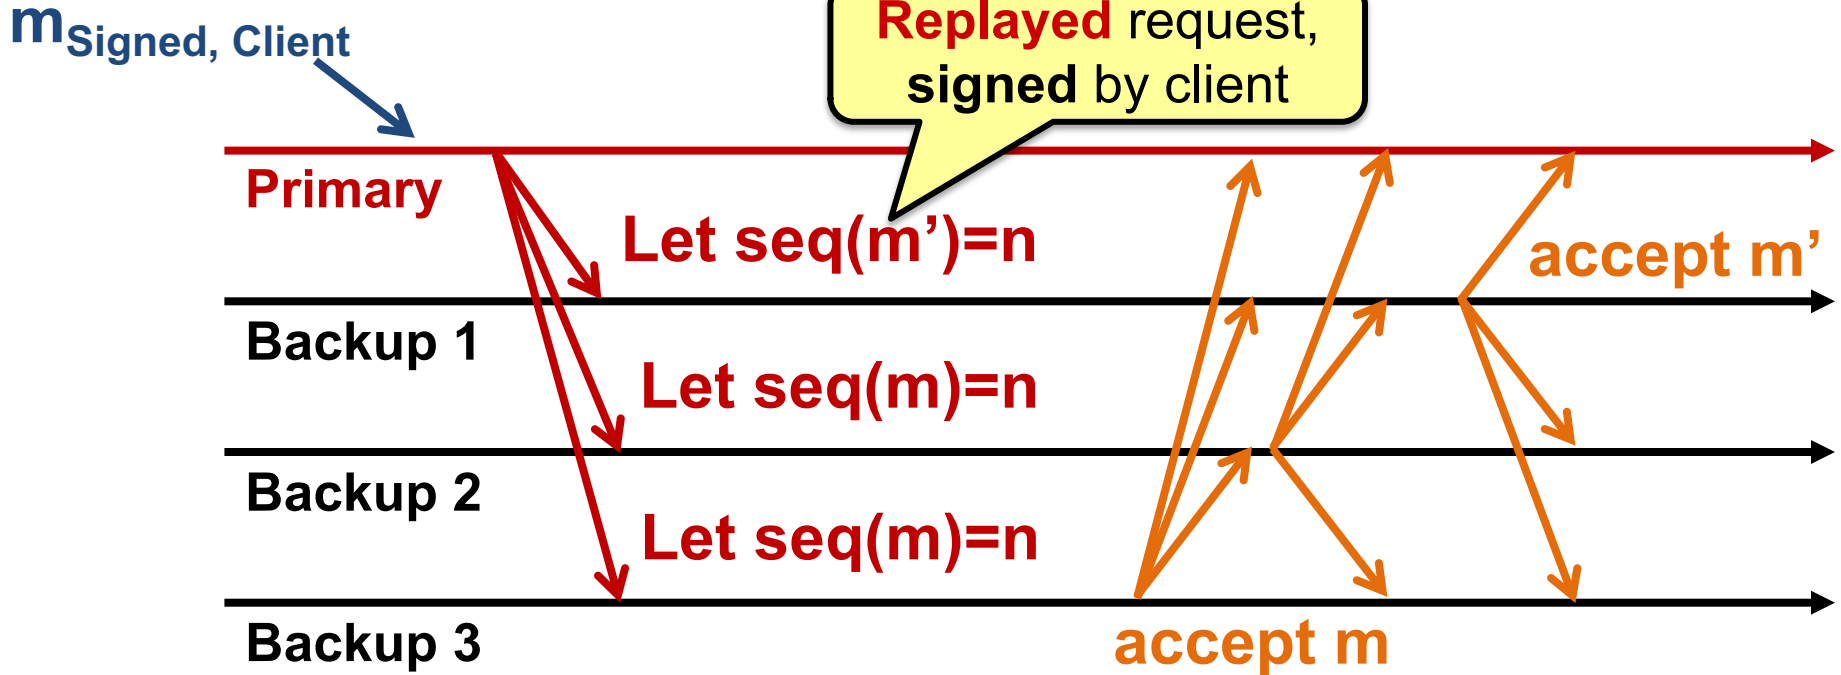 mSigned, Client
Replayed request,
signed by client
Primary
Let seq(m’)=n
accept m’
Backup 1
Let seq(m)=n
Backup 2
Let seq(m)=n
Backup 3
accept m